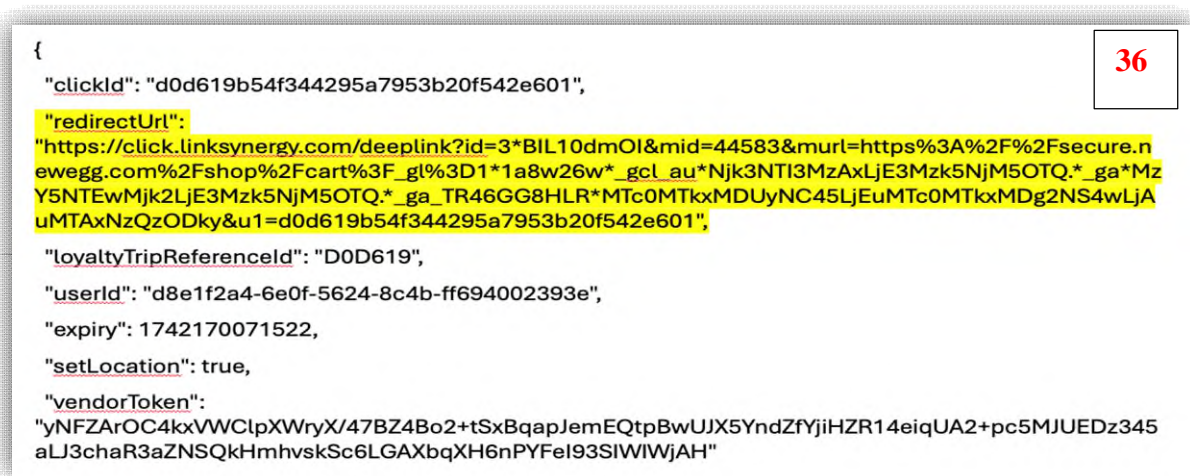 36
{
"clickId": "d0d619b54f344295a7953b20f542e601",
"redirectUrl":
"https://click.linksynergy.com/deeplink?id=3*BIL10dmOI&mid=44583&murl=https%3A%2F%2Fsecure.n
ewegg.com%2Fshop%2Fcart%3F_gl%3D1*1a8w26w*_gcl_au*Njk3NTI3MzAxLjE3Mzk5NjM5OTQ.*_ga*Mz
Y5NTEwMjk2LjE3Mzk5NjM5OTQ.*_ga_TR46GG8HLR*MTc0MTkxMDUyNC45LjEuMTc0MTkxMDg2NS4wLjA
uMTAxNzQzODky&u1=d0d619b54f344295a7953b20f542e601",
"loyaltyTripReferenceId": "D0D619",
"userId": "d8e1f2a4-6e0f-5624-8c4b-ff694002393e",
"expiry": 1742170071522,
"setLocation": true,
"vendorToken":
"yNFZArOC4kxVWClpXWryX/47BZ4Bo2+tSxBqapJemEQtpBwUJX5YndZfYjiHZR14eiqUA2+pc5MJUEDz345
aLJ3chaR3aZNSQkHmhvskSc6LGAXbqXH6nPYFeI93SIWIWjAH"